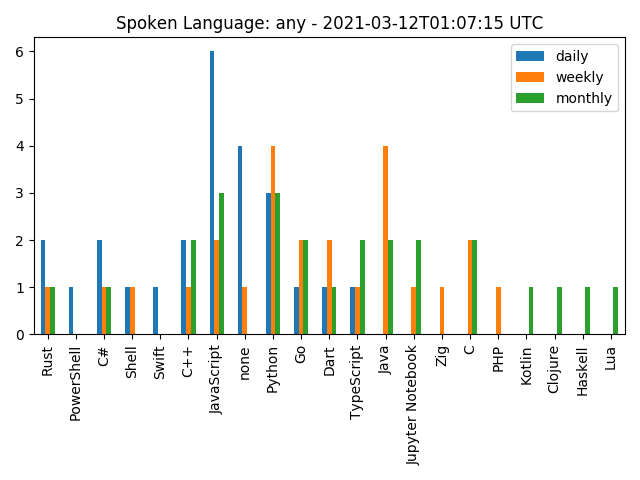 Spoken Language: any - 2021-03-12T01:07:15 UTC
daily
weekly
monthly
6
5
4
3
2
1
0
Rust
PowerShell
C#
Shell
Swift
C++
JavaScript
none
Python
Go
Dart
TypeScript
Java
Jupyter Notebook
Zig
C
PHP
Kotlin
Clojure
Haskell
Lua